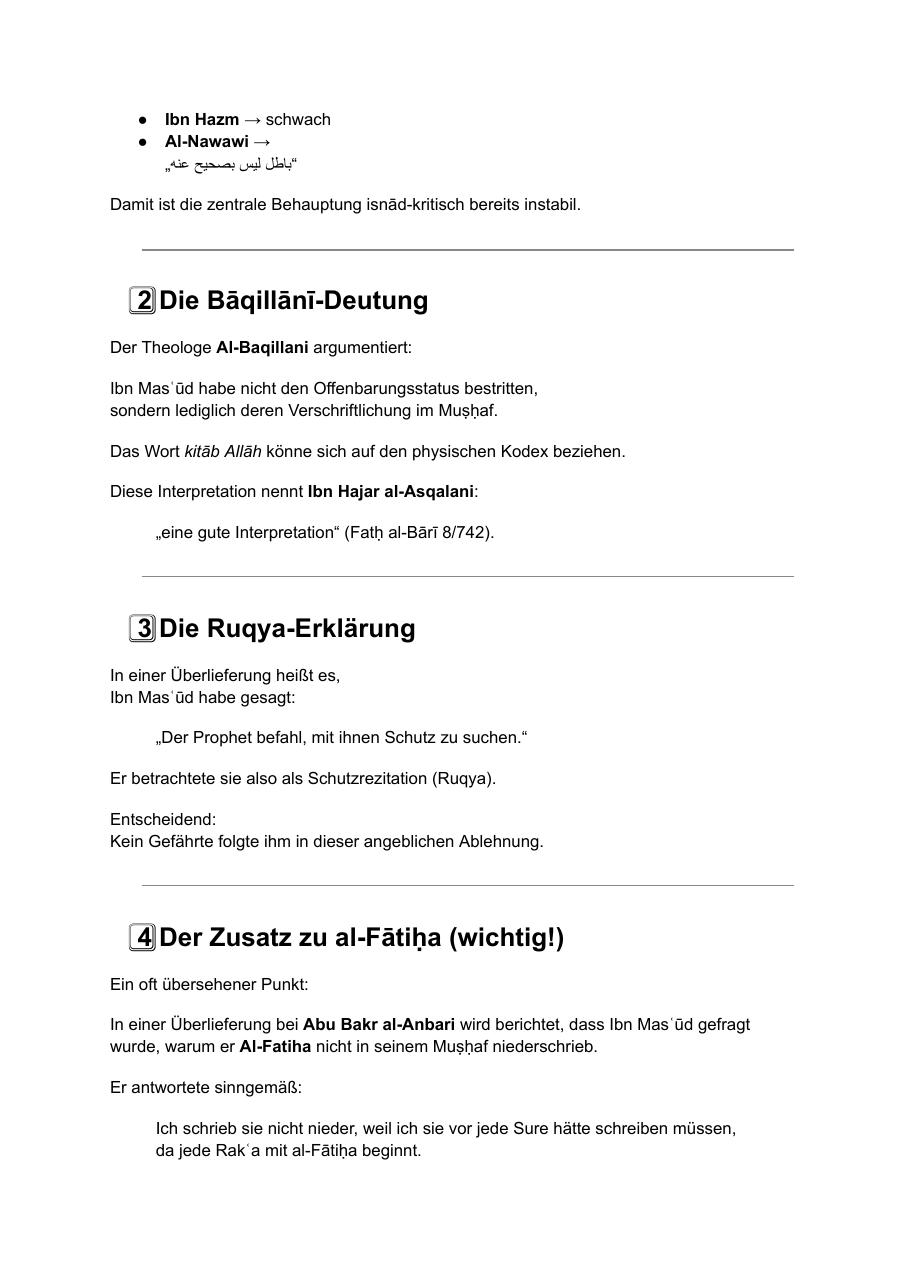 ● Ibn Hazm → schwach
● Al-Nawawi →
„باطل ليس بصحيح عنه“
Damit ist die zentrale Behauptung isnād-kritisch bereits instabil.
2️⃣ Die Bāqillānī-Deutung
Der Theologe Al-Baqillani argumentiert:
Ibn Masʿūd habe nicht den Offenbarungsstatus bestritten,
sondern lediglich deren Verschriftlichung im Muṣḥaf.
Das Wort kitāb Allāh könne sich auf den physischen Kodex beziehen.
Diese Interpretation nennt Ibn Hajar al-Asqalani:
„eine gute Interpretation“ (Fatḥ al-Bārī 8/742).
3️⃣ Die Ruqya-Erklärung
In einer Überlieferung heißt es,
Ibn Masʿūd habe gesagt:
„Der Prophet befahl, mit ihnen Schutz zu suchen.“
Er betrachtete sie also als Schutzrezitation (Ruqya).
Entscheidend:
Kein Gefährte folgte ihm in dieser angeblichen Ablehnung.
4️⃣ Der Zusatz zu al-Fātiḥa (wichtig!)
Ein oft übersehener Punkt:
In einer Überlieferung bei Abu Bakr al-Anbari wird berichtet, dass Ibn Masʿūd gefragt
wurde, warum er Al-Fatiha nicht in seinem Muṣḥaf niederschrieb.
Er antwortete sinngemäß:
Ich schrieb sie nicht nieder, weil ich sie vor jede Sure hätte schreiben müssen,
da jede Rakʿa mit al-Fātiḥa beginnt.